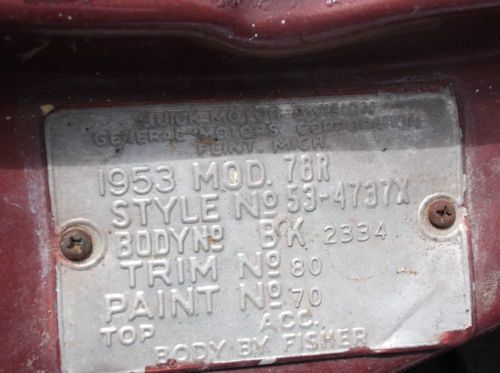 BUICK MOTOR DIVISION
GENERAL MOTORS CORPORATION
FLINT, MICH.
1953 MOD. 76R
STYLE No 53-4737X
BODY No BK 2334
TRIM No 80
PAINT No 70
TOP ACC.
BODY BY FISHER